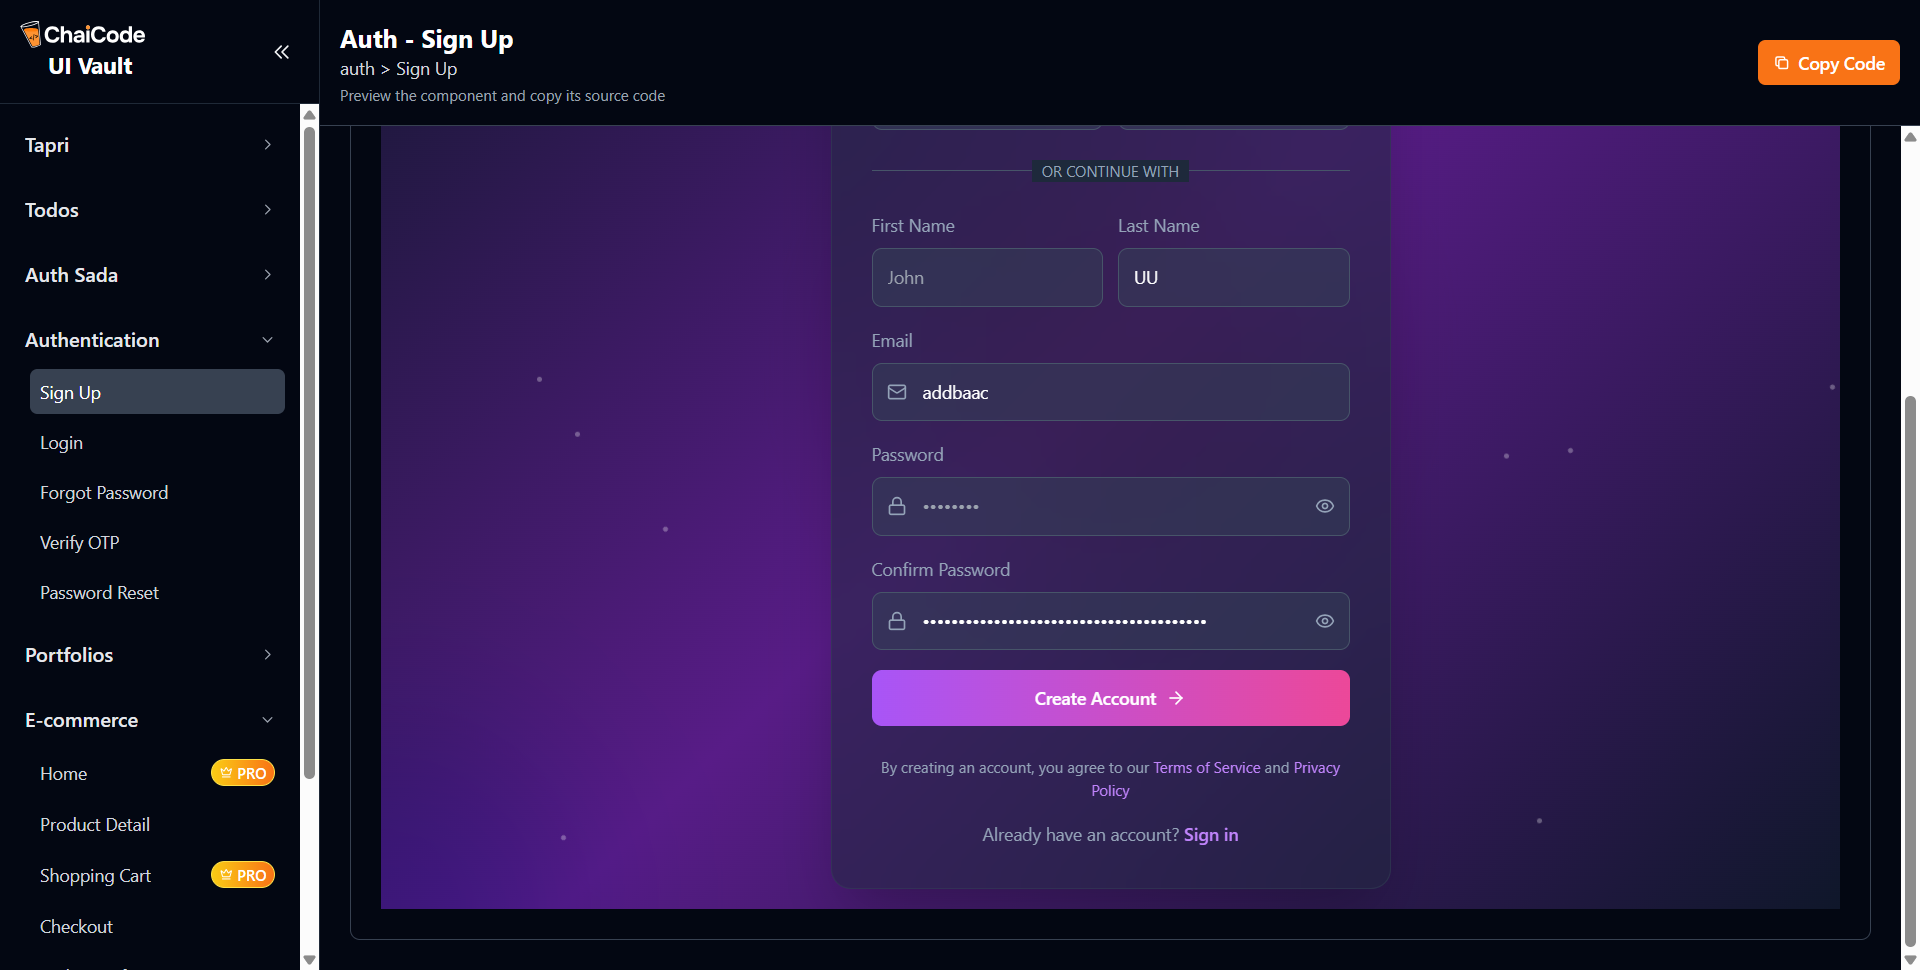 ChaiCode
UI Vault
Tapri
Todos
Auth Sada
Authentication
Sign Up
Login
Forgot Password
Verify OTP
Password Reset
Portfolios
E-commerce
Home
PRO
Product Detail
Shopping Cart
PRO
Checkout
Auth - Sign Up
auth > Sign Up
Preview the component and copy its source code
Copy Code
OR CONTINUE WITH
First Name
Last Name
John
UU
Email
addbaac
Password
••••••••
Confirm Password
••••••••••••••••••••••••••••••••••••••••
Create Account
By creating an account, you agree to our Terms of Service and Privacy
Policy
Already have an account? Sign in